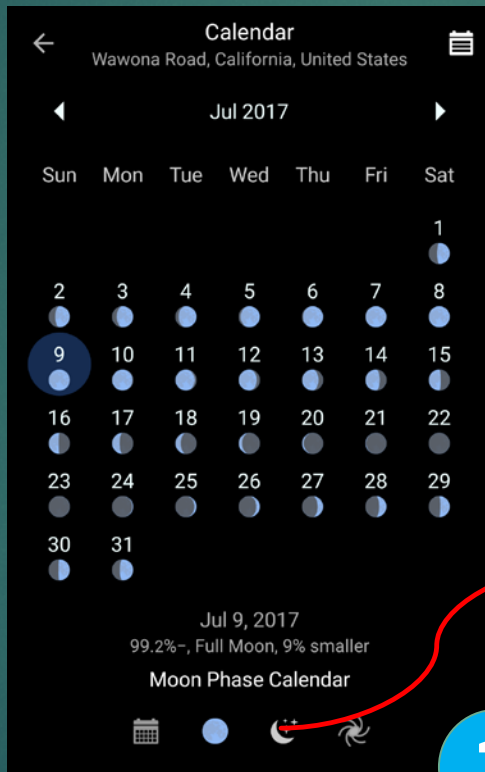 Calendar
Wawona Road, California, United States
Jul 2017
Sun Mon Tue Wed Thu Fri Sat
1
2 3 4 5 6 7 8
9 10 11 12 13 14 15
16 17 18 19 20 21 22
23 24 25 26 27 28 29
30 31
Jul 9, 2017
99.2%−, Full Moon, 9% smaller
Moon Phase Calendar